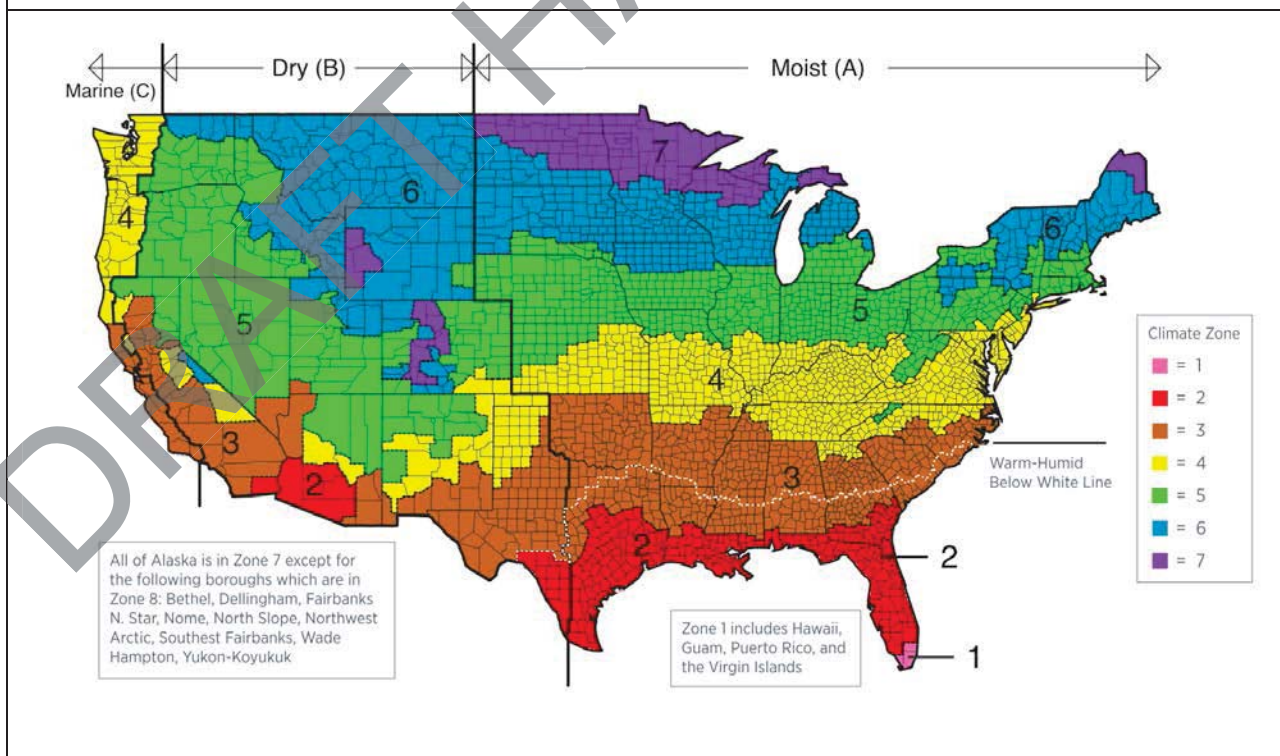 Dry (B)
Moist (A)
Marine (C)
7
6
4
6
5
5
4
3
3
2
2
2
1
Climate Zone
= 1
= 2
= 3
= 4
= 5
= 6
= 7
Warm-Humid
Below White Line
All of Alaska is in Zone 7 except for
the following boroughs which are in
Zone 8: Bethel, Dellingham, Fairbanks
N. Star, Nome, North Slope, Northwest
Arctic, Southest Fairbanks, Wade
Hampton, Yukon-Koyukuk
Zone 1 includes Hawaii,
Guam, Puerto Rico, and
the Virgin Islands
DRAFT